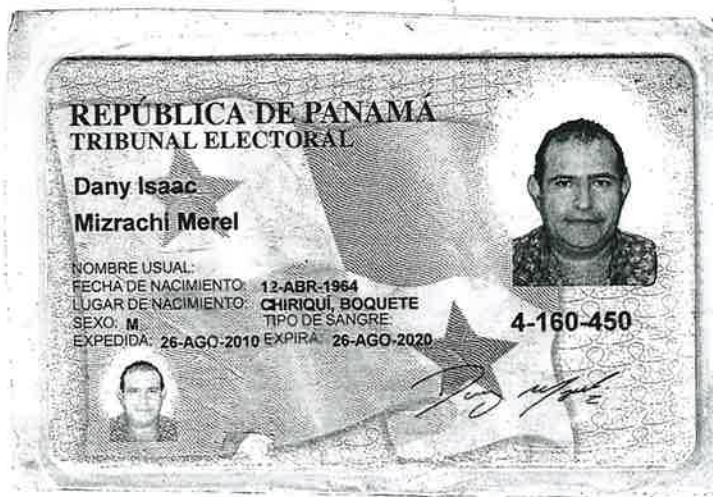 REPÚBLICA DE PANAMÁ
TRIBUNAL ELECTORAL
Dany Isaac
Mizrachi Merel
NOMBRE USUAL:
FECHA DE NACIMIENTO: 12-ABR-1964
LUGAR DE NACIMIENTO: CHIRIQUÍ, BOQUETE
SEXO: M TIPO DE SANGRE:
EXPEDIDA: 26-AGO-2010 EXPIRA: 26-AGO-2020
4-160-450